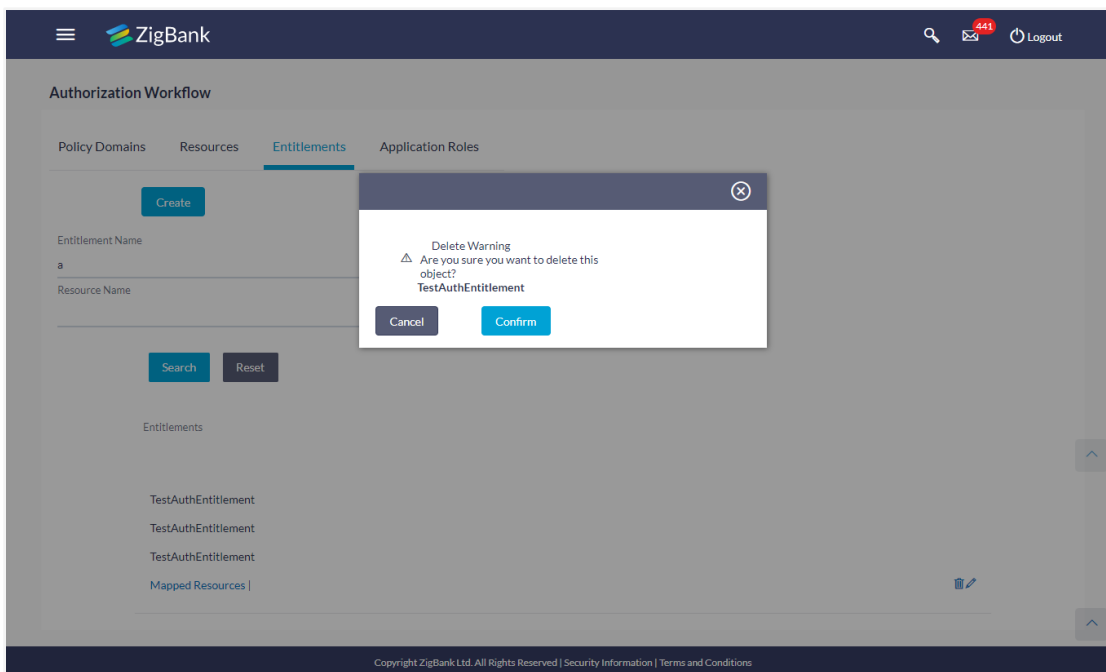 ZigBank
441
Logout
Authorization Workflow
Policy Domains
Resources
Entitlements
Application Roles
Create
Entitlement Name
a
Resource Name
Delete Warning
Are you sure you want to delete this
object?
TestAuthEntitlement
Cancel
Confirm
Search
Reset
Entitlements
TestAuthEntitlement
TestAuthEntitlement
TestAuthEntitlement
Mapped Resources |
Copyright ZigBank Ltd. All Rights Reserved | Security Information | Terms and Conditions